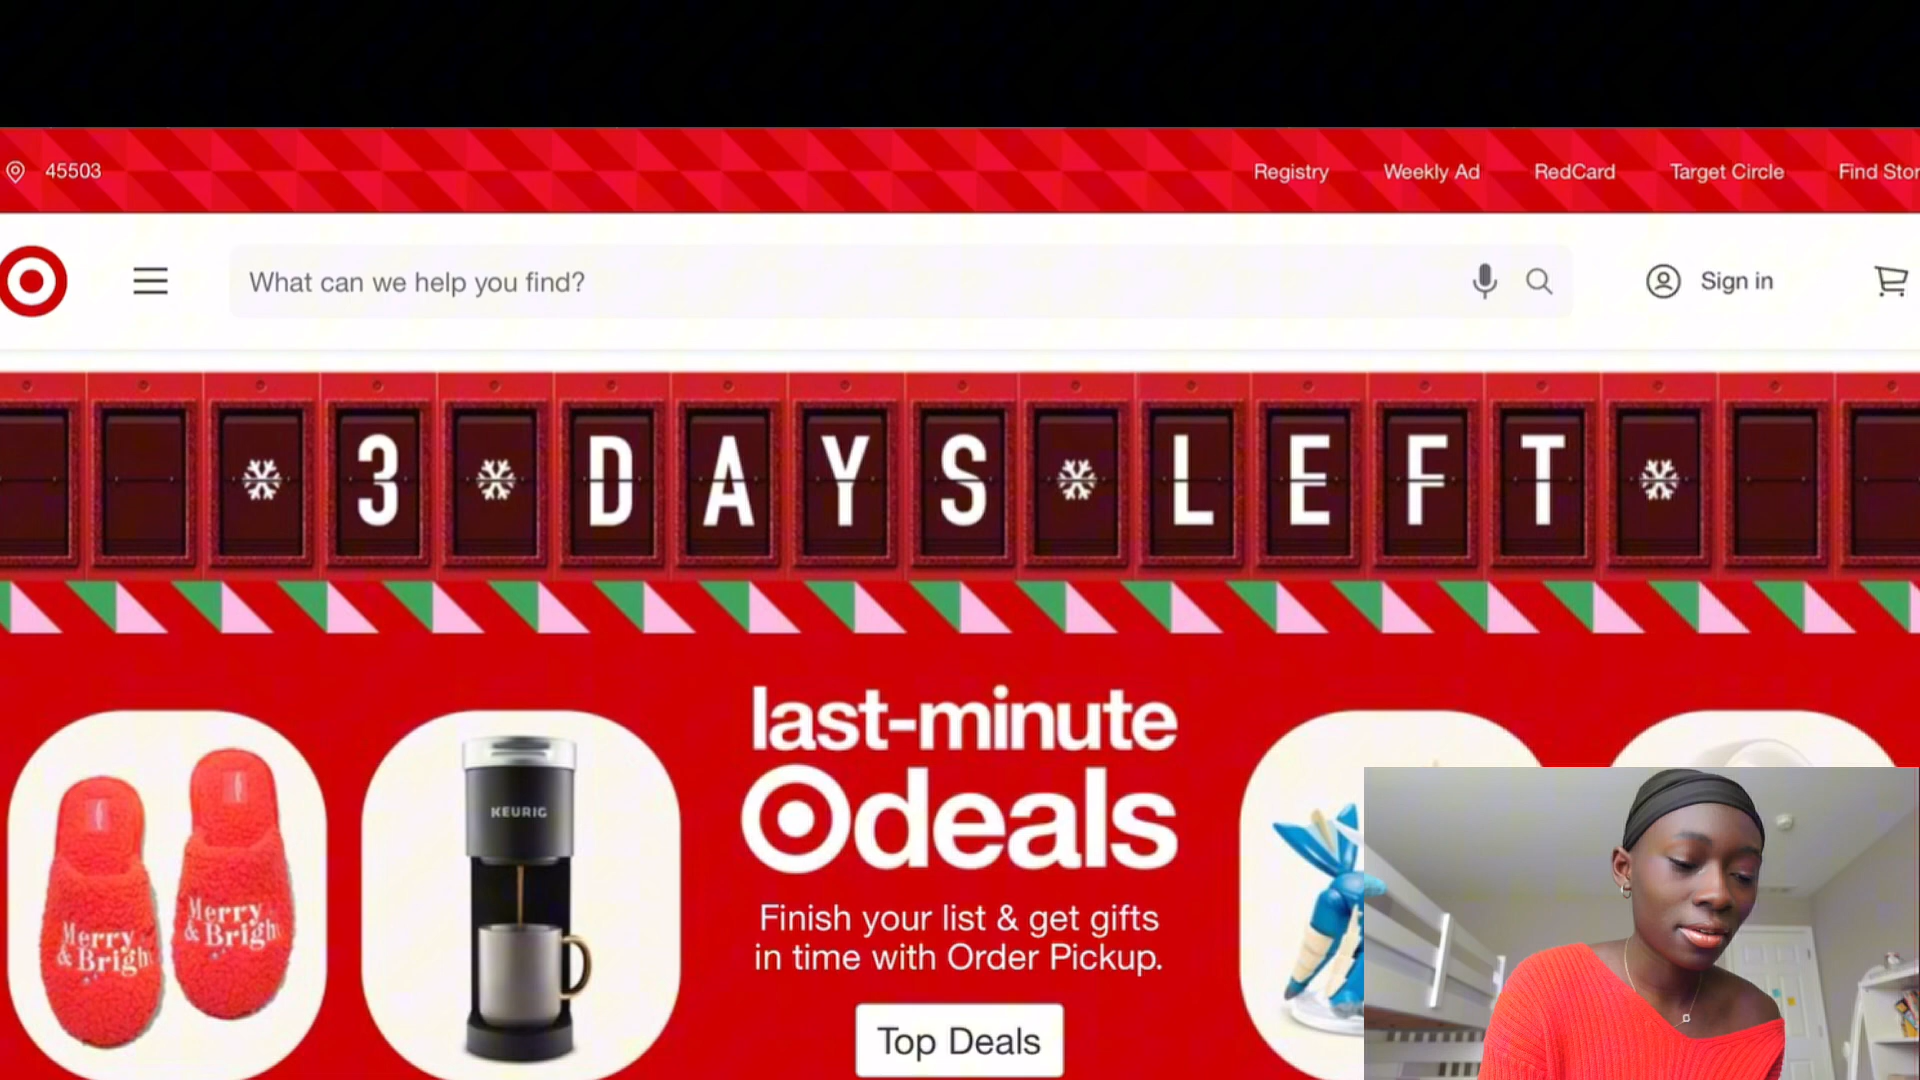 45503
Registry Weekly Ad RedCard Target Circle Find Stor
What can we help you find?
Sign in
3 DAYS LEFT
last-minute
deals
Finish your list & get gifts
in time with Order Pickup.
Top Deals
Merry
& Bright
Merry
& Brigh
KEURIG